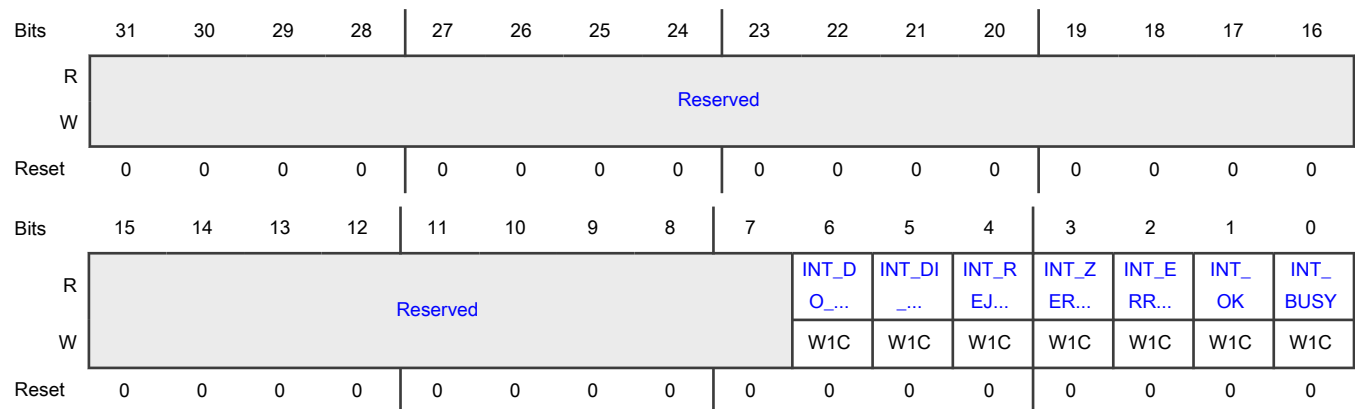 Bits 31 30 29 28 27 26 25 24 23 22 21 20 19 18 17 16
R
Reserved
W
Reset 0 0 0 0 0 0 0 0 0 0 0 0 0 0 0 0
Bits 15 14 13 12 11 10 9 8 7 6 5 4 3 2 1 0
R INT_D INT_DI INT_R INT_Z INT_E INT_ INT_
Reserved O_... _... EJ... ER... RR... OK BUSY
W W1C W1C W1C W1C W1C W1C W1C
Reset 0 0 0 0 0 0 0 0 0 0 0 0 0 0 0 0